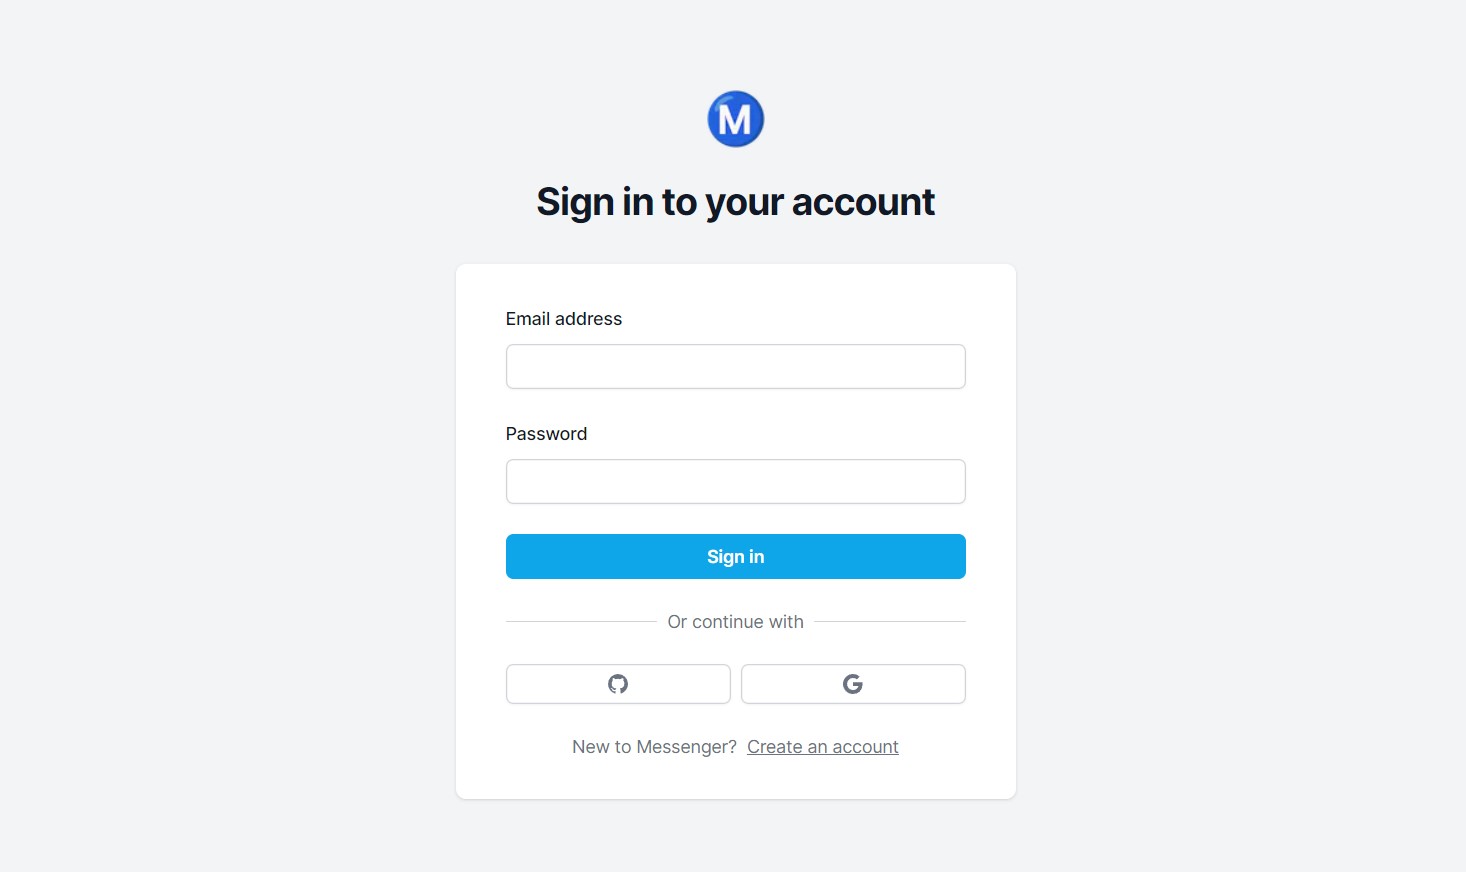 M
Sign in to your account
Email address
Password
Sign in
Or continue with
G
New to Messenger? Create an account